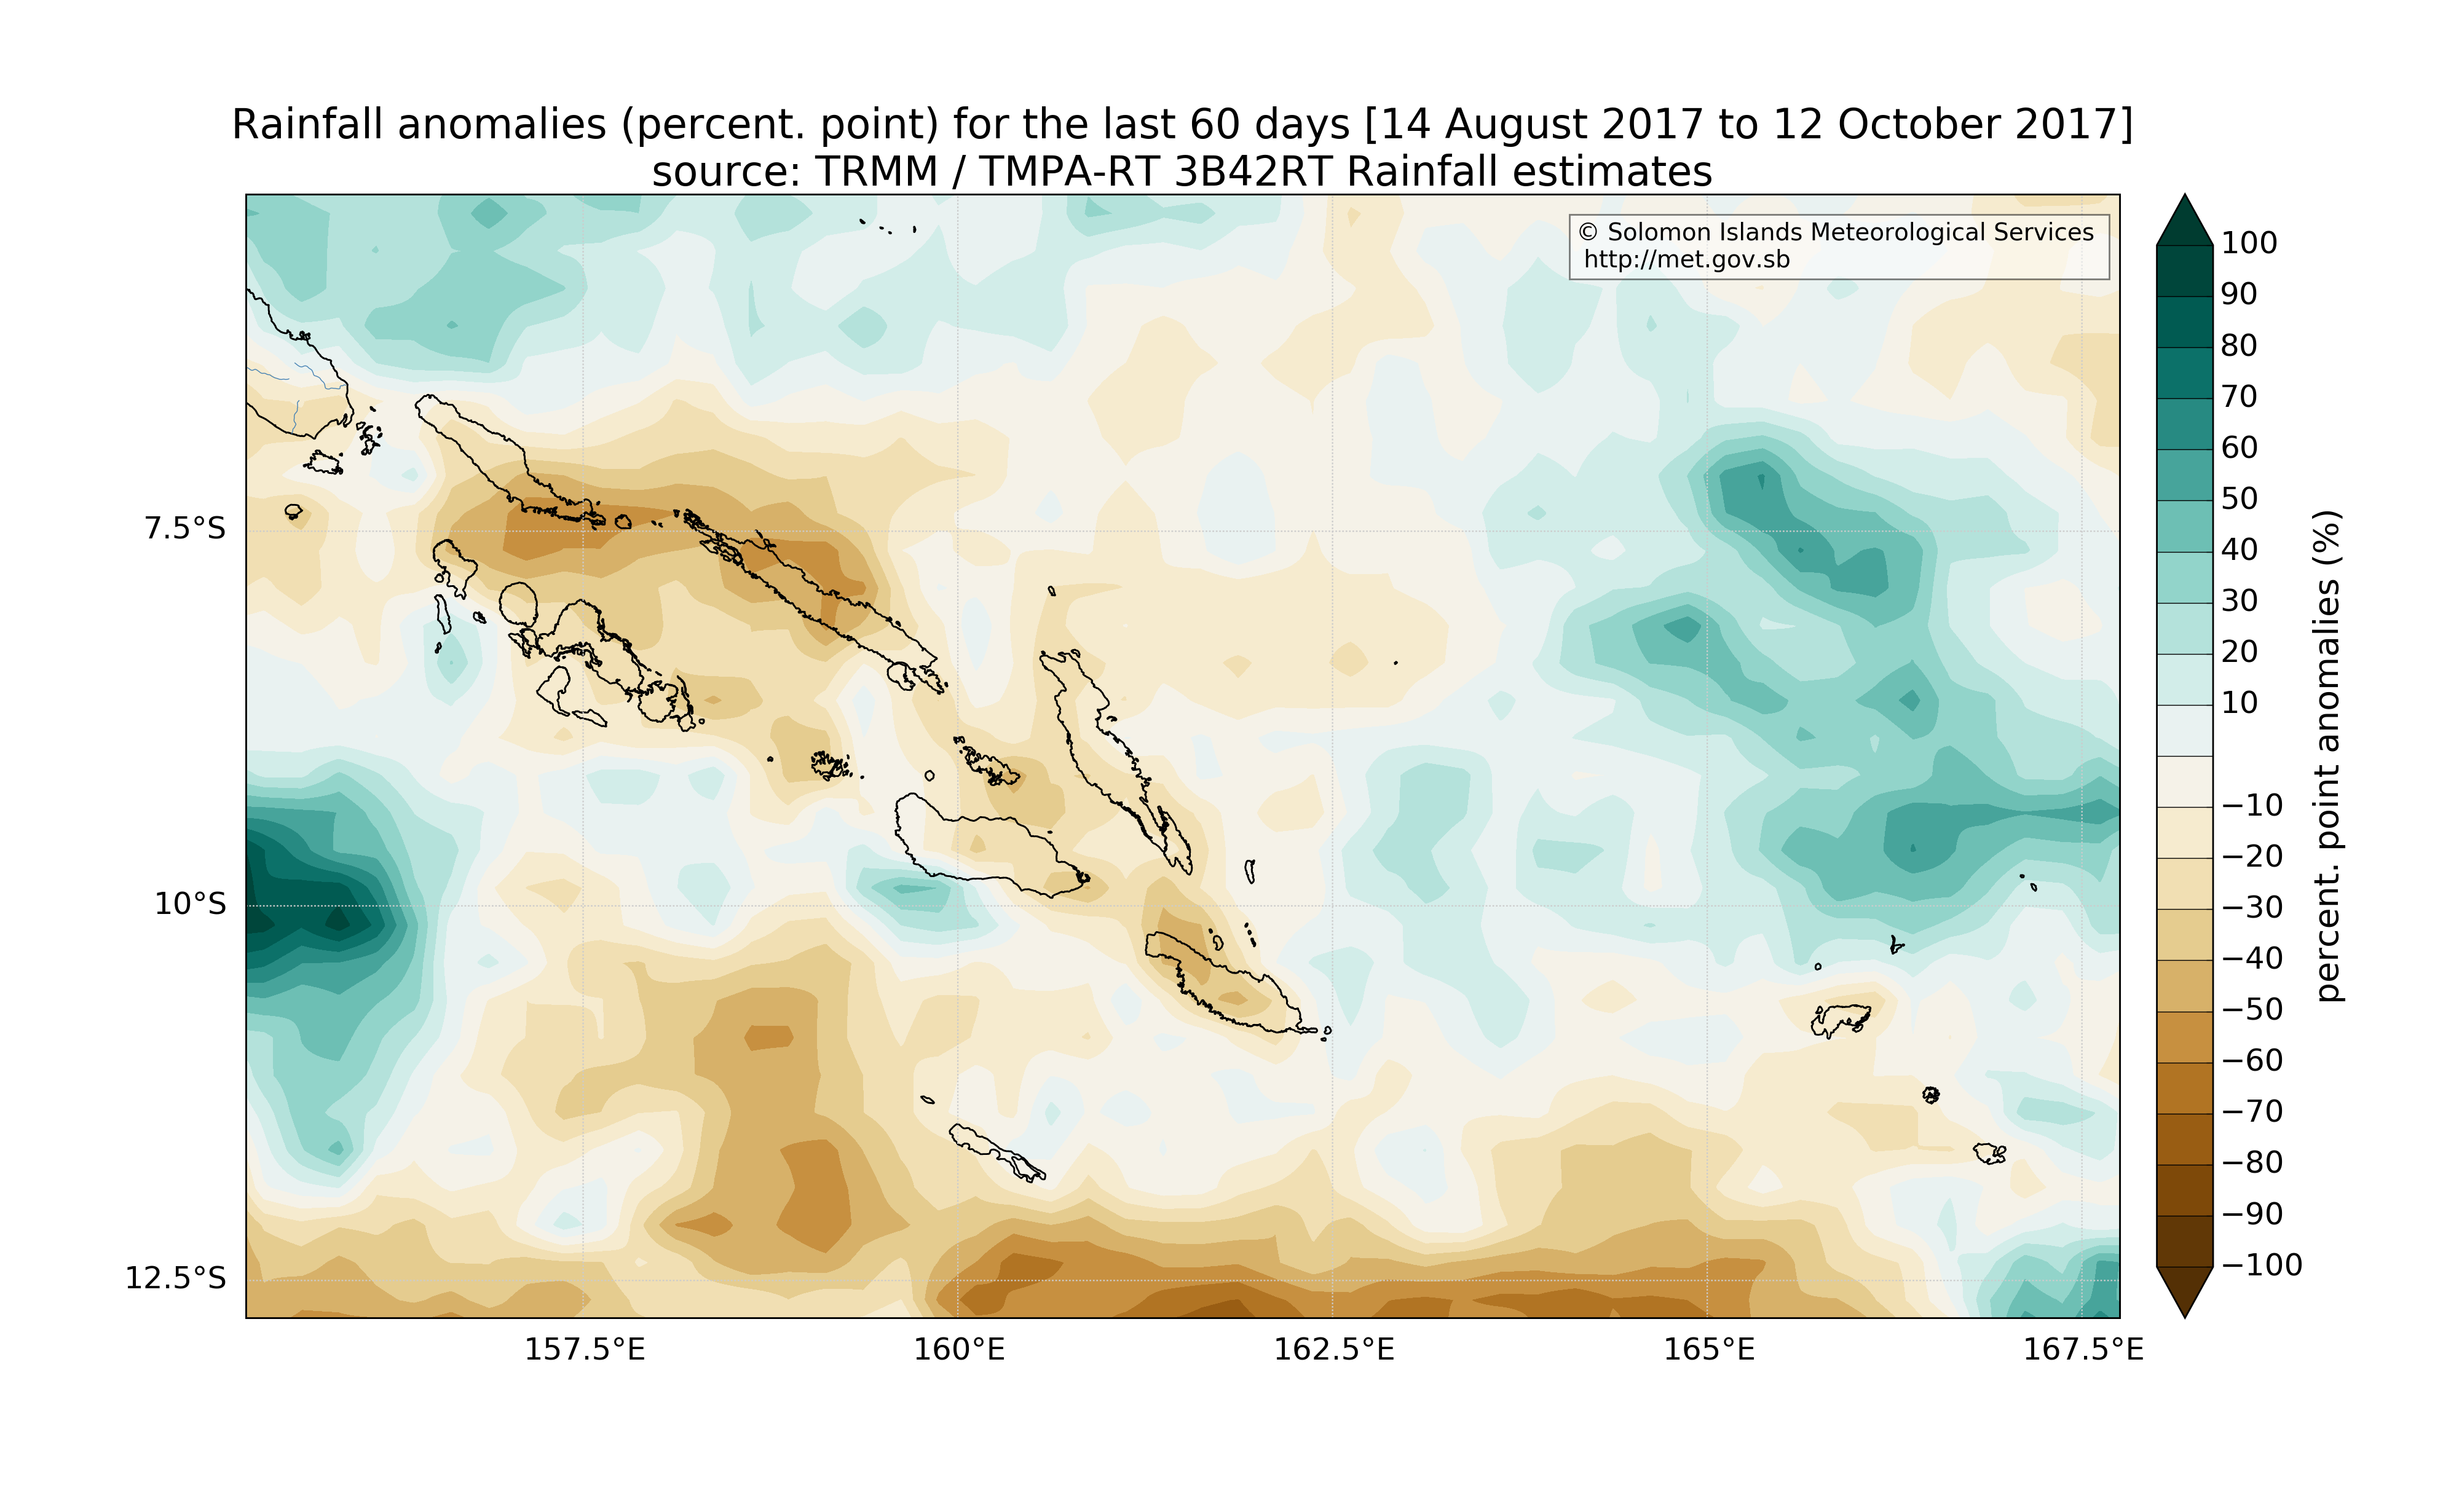 Rainfall anomalies (percent. point) for the last 60 days [14 August 2017 to 12 October 2017]
source: TRMM / TMPA-RT 3B42RT Rainfall estimates
© Solomon Islands Meteorological Services
http://met.gov.sb
7.5°S
10°S
12.5°S
157.5°E
160°E
162.5°E
165°E
167.5°E
100
90
80
70
60
50
40
30
20
10
−10
−20
−30
−40
−50
−60
−70
−80
−90
−100
percent. point anomalies (%)